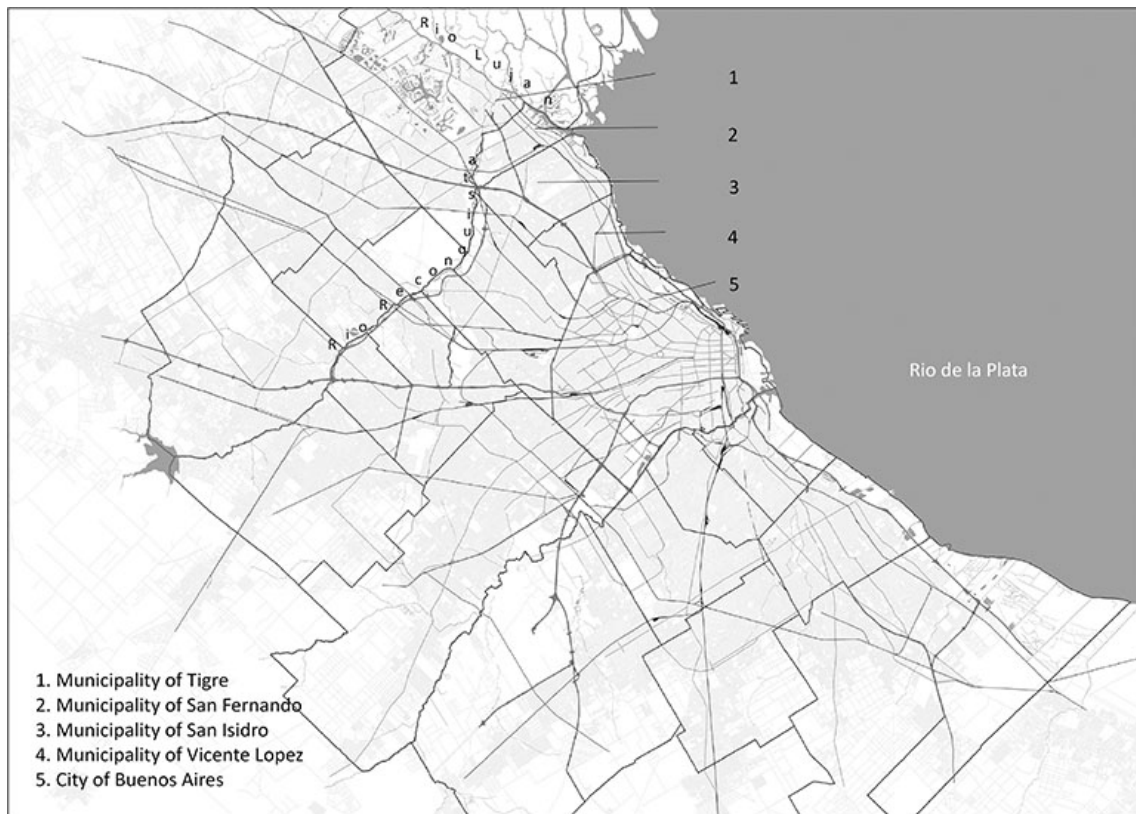 Rio Lujan
1
2
3
4
5
Rio Reconquista
Rio de la Plata
1. Municipality of Tigre
2. Municipality of San Fernando
3. Municipality of San Isidro
4. Municipality of Vicente Lopez
5. City of Buenos Aires